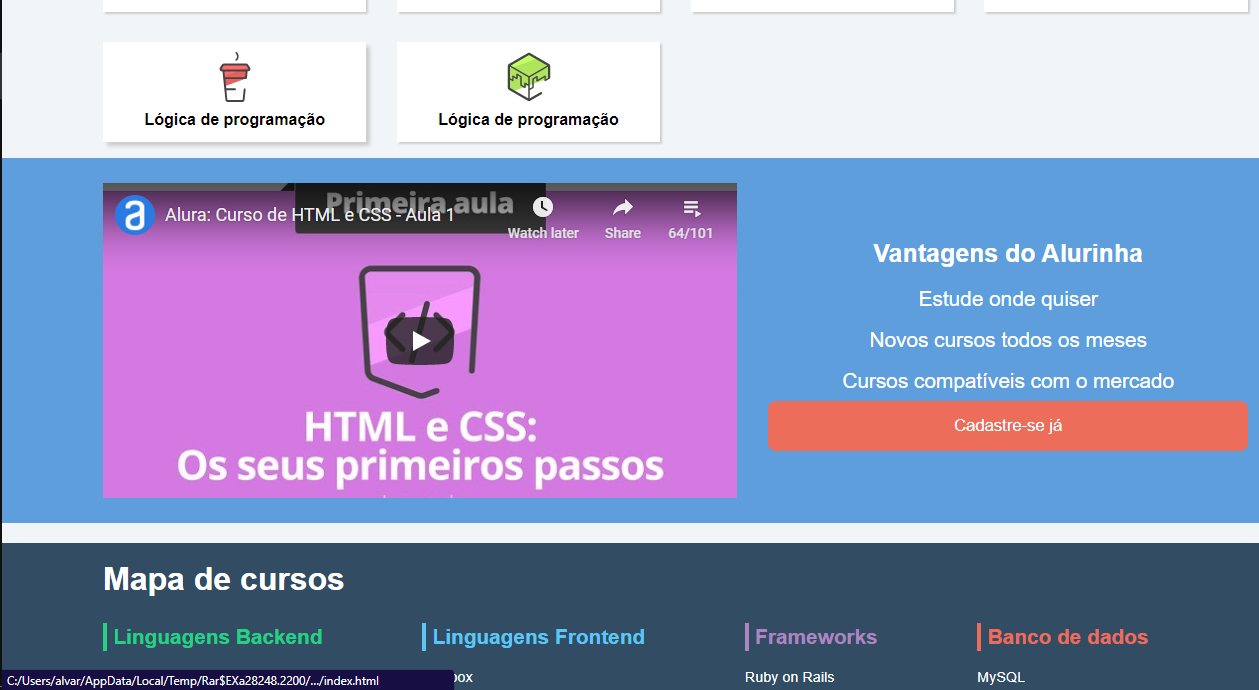 Lógica de programação
Lógica de programação
Primeira aula
a Alura: Curso de HTML e CSS - Aula 1
Watch later
Share
64/101
HTML e CSS:
Os seus primeiros passos
Vantagens do Alurinha
Estude onde quiser
Novos cursos todos os meses
Cursos compatíveis com o mercado
Cadastre-se já
Mapa de cursos
Linguagens Backend
Linguagens Frontend
Frameworks
Banco de dados
Ruby on Rails
MySQL
C:/Users/alvar/AppData/Local/Temp/Rar$EXa28248.2200/.../index.html